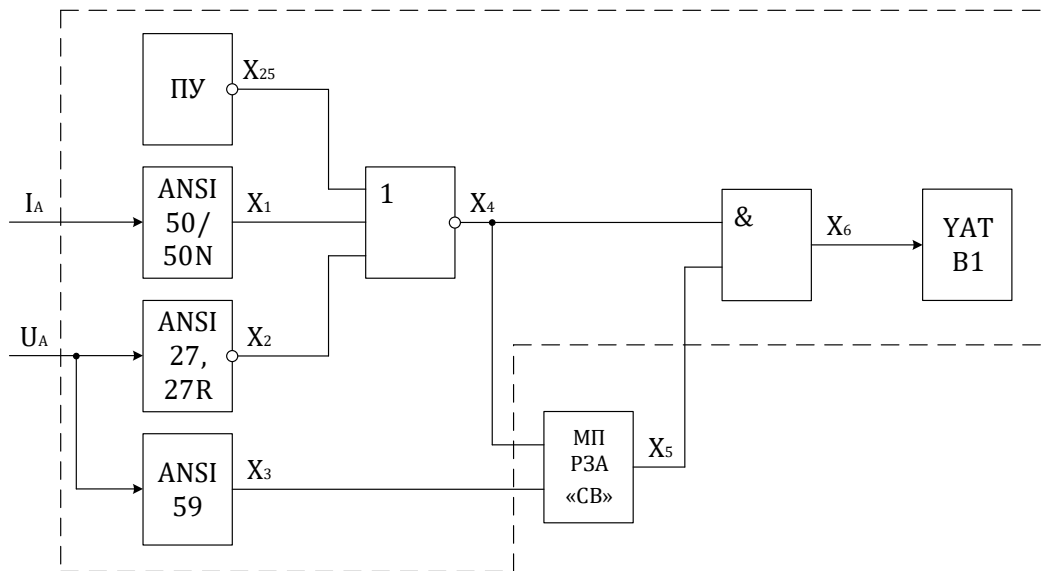 ПУ
X25
IA
ANSI
50/
50N
X1
1
X4
&
X6
YAT
B1
UA
ANSI
27,
27R
X2
ANSI
59
X3
МП
РЗА
«СВ»
X5